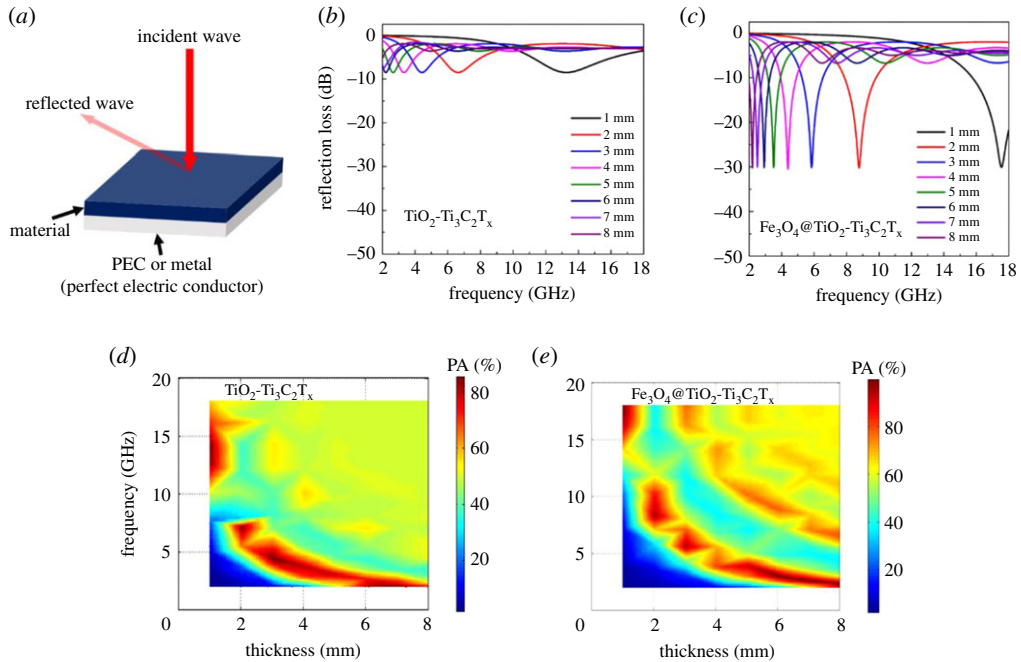 (a)
incident wave
reflected wave
material
PEC or metal
(perfect electric conductor)
(b)
reflection loss (dB)
0
–10
–20
–30
–40
–50
1 mm
2 mm
3 mm
4 mm
5 mm
6 mm
7 mm
8 mm
TiO₂-Ti₃C₂Tₓ
2 4 6 8 10 12 14 16 18
frequency (GHz)
(c)
0
–10
–20
–30
–40
–50
1 mm
2 mm
3 mm
4 mm
5 mm
6 mm
7 mm
8 mm
Fe₃O₄@TiO₂-Ti₃C₂Tₓ
2 4 6 8 10 12 14 16 18
frequency (GHz)
(d)
TiO₂-Ti₃C₂Tₓ
PA (%)
frequency (GHz)
20
15
10
5
0 2 4 6 8
thickness (mm)
80
60
40
20
(e)
Fe₃O₄@TiO₂-Ti₃C₂Tₓ
PA (%)
20
15
10
5
0 2 4 6 8
thickness (mm)
80
60
40
20